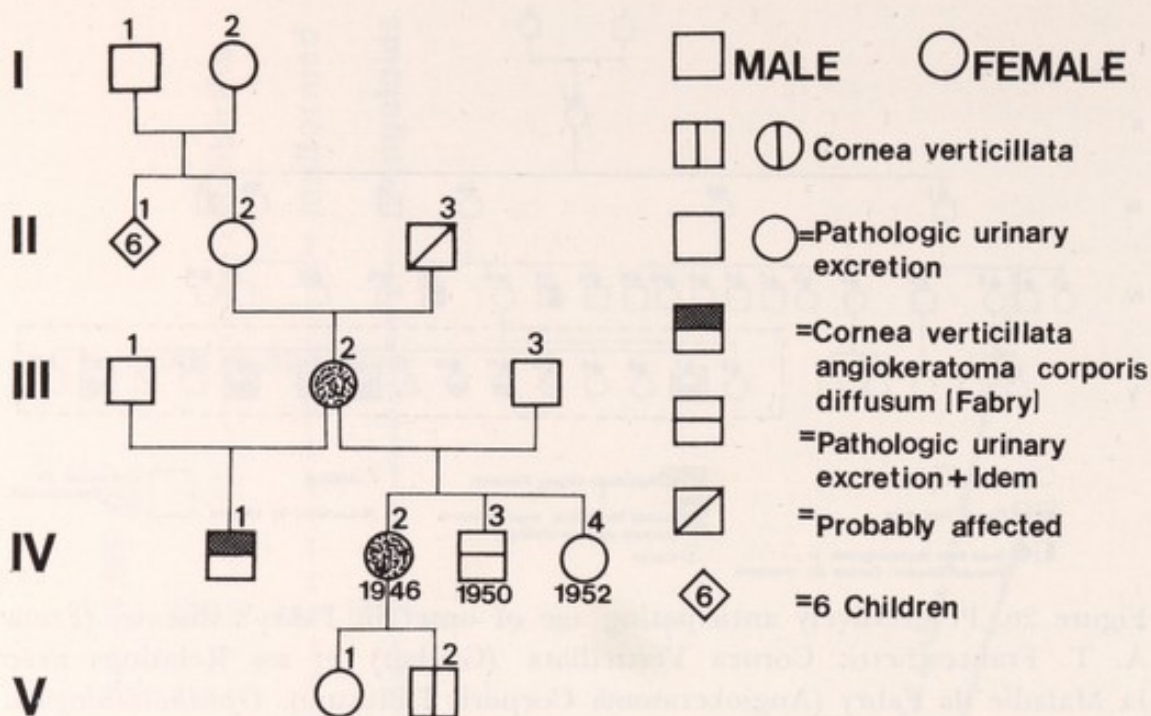 1 2
I
MALE FEMALE
Cornea verticillata
1 2 3
II
6
=Pathologic urinary
excretion
1 2 3
III
=Cornea verticillata
angiokeratoma corporis
diffusum [Fabry]
=Pathologic urinary
excretion + Idem
1 2 3 4
IV
=Probably affected
1946 1950 1952
6 =6 Children
1 2
V